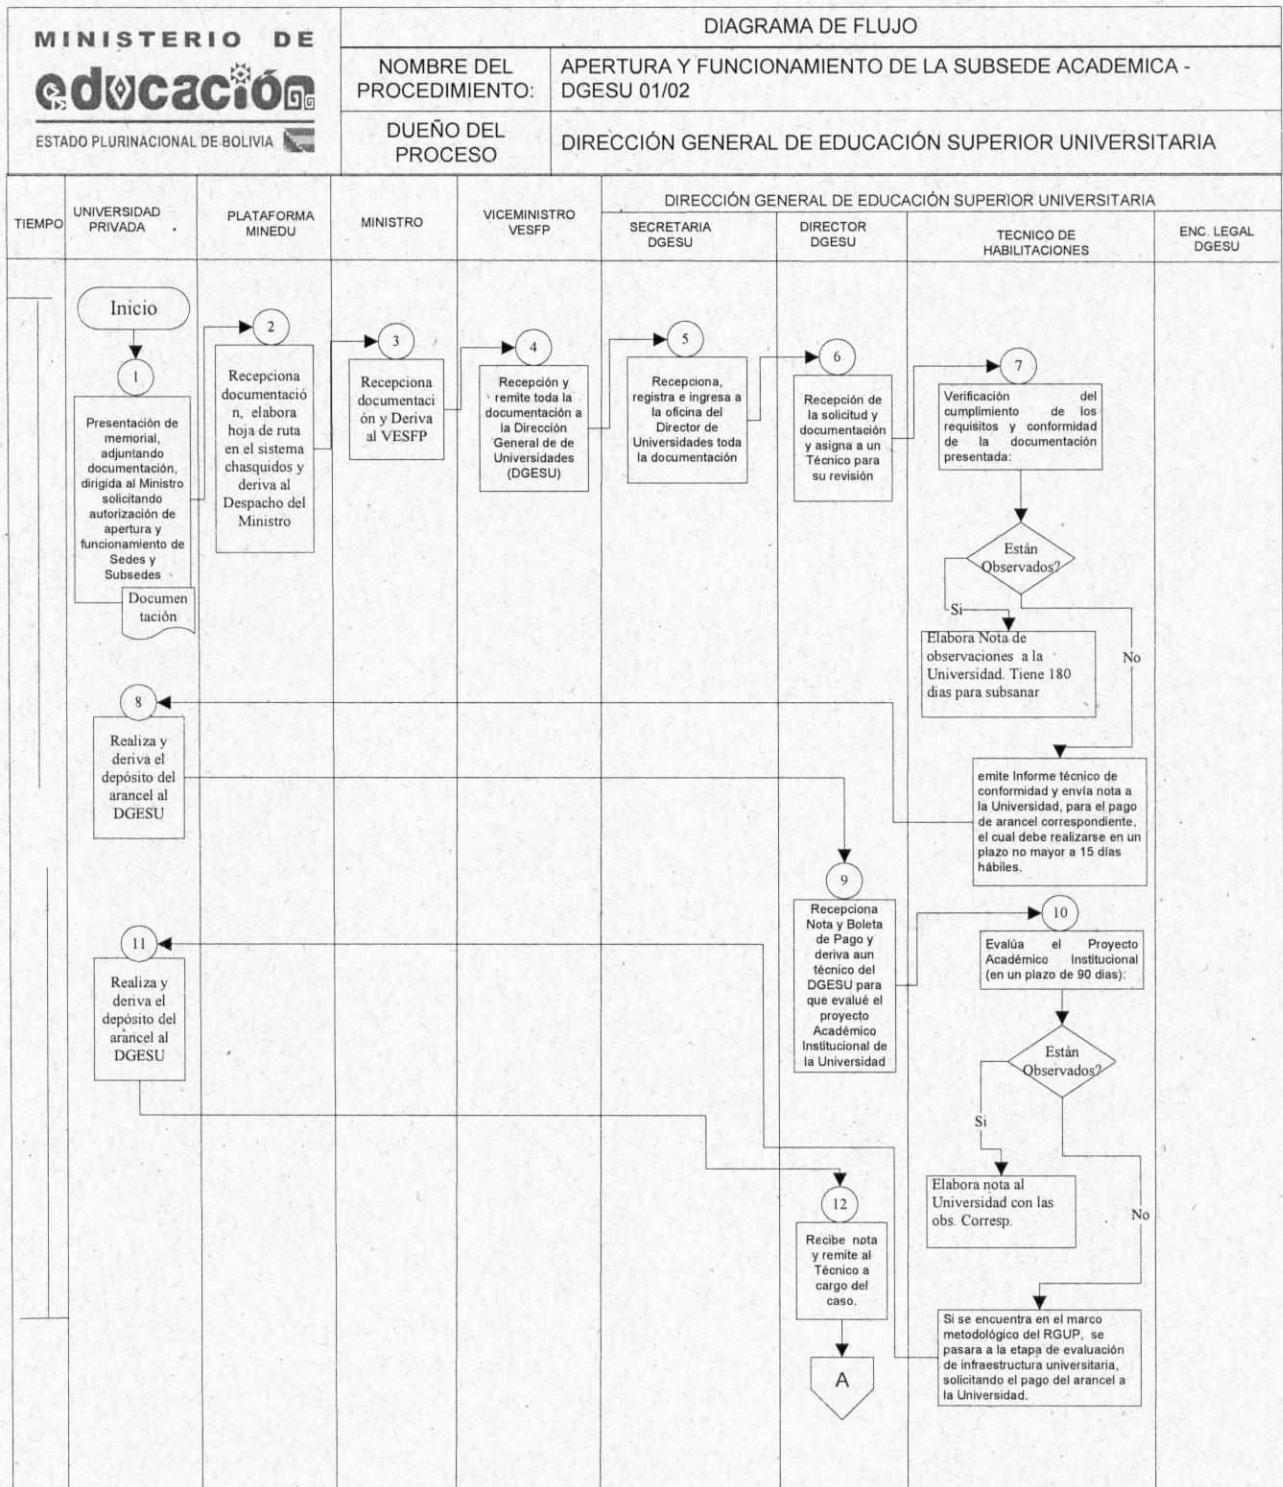 MINISTERIO DE
educación
ESTADO PLURINACIONAL DE BOLIVIA
DIAGRAMA DE FLUJO
NOMBRE DEL
PROCEDIMIENTO:
APERTURA Y FUNCIONAMIENTO DE LA SUBSEDE ACADEMICA -
DGESU 01/02
DUEÑO DEL
PROCESO
DIRECCIÓN GENERAL DE EDUCACIÓN SUPERIOR UNIVERSITARIA
TIEMPO
UNIVERSIDAD
PRIVADA
PLATAFORMA
MINEDU
MINISTRO
VICEMINISTRO
VESFP
DIRECCIÓN GENERAL DE EDUCACIÓN SUPERIOR UNIVERSITARIA
SECRETARIA
DGESU
DIRECTOR
DGESU
TECNICO DE
HABILITACIONES
ENC. LEGAL
DGESU
Inicio
1
Presentación de
memorial,
adjuntando
documentación,
dirigida al Ministro
solicitando
autorización de
apertura y
funcionamiento de
Sedes y
Subsedes
Documen
tación
2
Recepciona
documentació
n, elabora
hoja de ruta
en el sistema
chasquidos y
deriva al
Despacho del
Ministro
3
Recepciona
documentaci
ón y Deriva
al VESFP
4
Recepción y
remite toda la
documentación a
la Dirección
General de de
Universidades
(DGESU)
5
Recepciona,
registra e ingresa a
la oficina del
Director de
Universidades toda
la documentación
6
Recepción de
la solicitud y
documentación
y asigna a un
Técnico para
su revisión
7
Verificación del
cumplimiento de los
requisitos y conformidad
de la documentación
presentada:
Están
Observados?
Si
Elabora Nota de
observaciones a la
Universidad. Tiene 180
dias para subsanar
No
8
Realiza y
deriva el
depósito del
arancel al
DGESU
emite Informe técnico de
conformidad y envía nota a
la Universidad, para el pago
de arancel correspondiente,
el cual debe realizarse en un
plazo no mayor a 15 días
hábiles.
9
Recepciona
Nota y Boleta
de Pago y
deriva aun
técnico del
DGESU para
que evalué el
proyecto
Académico
Institucional de
la Universidad
10
Evalúa el Proyecto
Académico Institucional
(en un plazo de 90 dias):
11
Realiza y
deriva el
depósito del
arancel al
DGESU
Están
Observados?
Si
Elabora nota al
Universidad con las
obs. Corresp.
No
12
Recibe nota
y remite al
Técnico a
cargo del
caso.
A
Si se encuentra en el marco
metodológico del RGUP, se
pasara a la etapa de evaluación
de infraestructura universitaria,
solicitando el pago del arancel a
la Universidad.